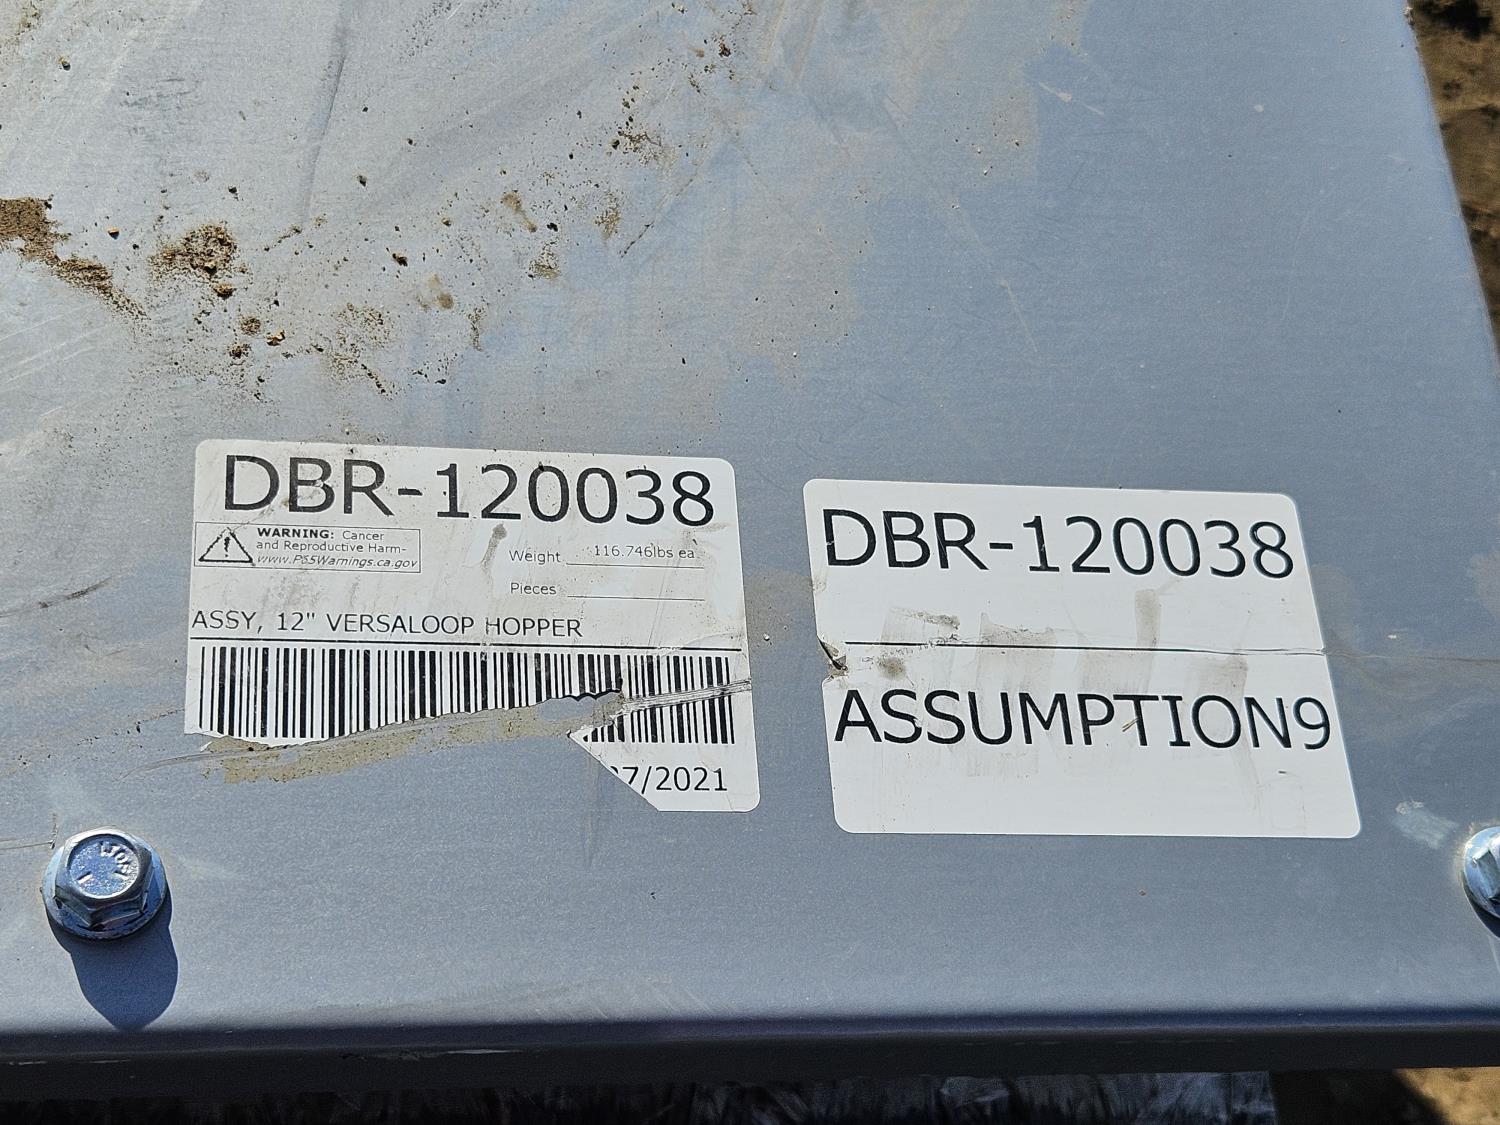 DBR-120038
WARNING: Cancer
and Reproductive Harm-
www.P65Warnings.ca.gov
Weight 116.746lbs ea.
Pieces
ASSY, 12" VERSALOOP HOPPER
7/2021
DBR-120038
ASSUMPTION9